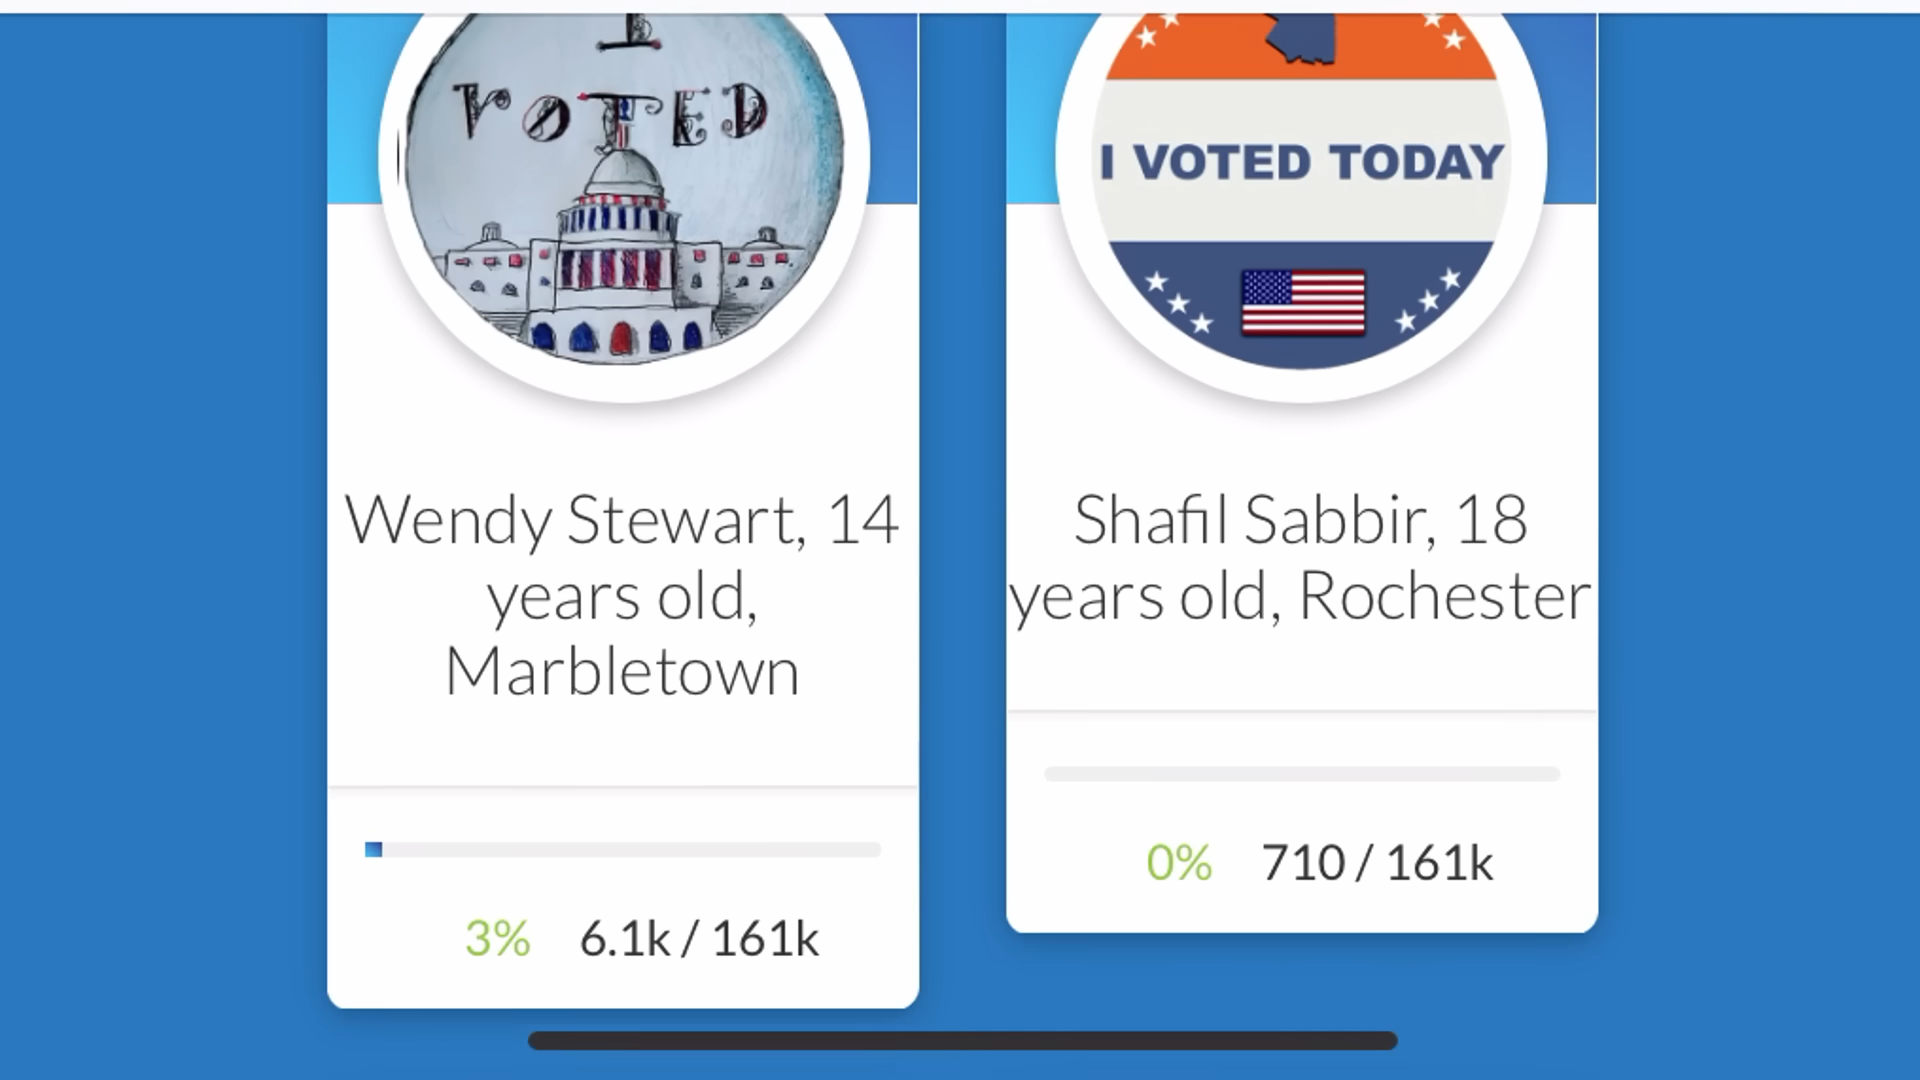 I
VOTED
Wendy Stewart, 14
years old,
Marbletown
3% 6.1k / 161k
I VOTED TODAY
Shafil Sabbir, 18
years old, Rochester
0% 710 / 161k